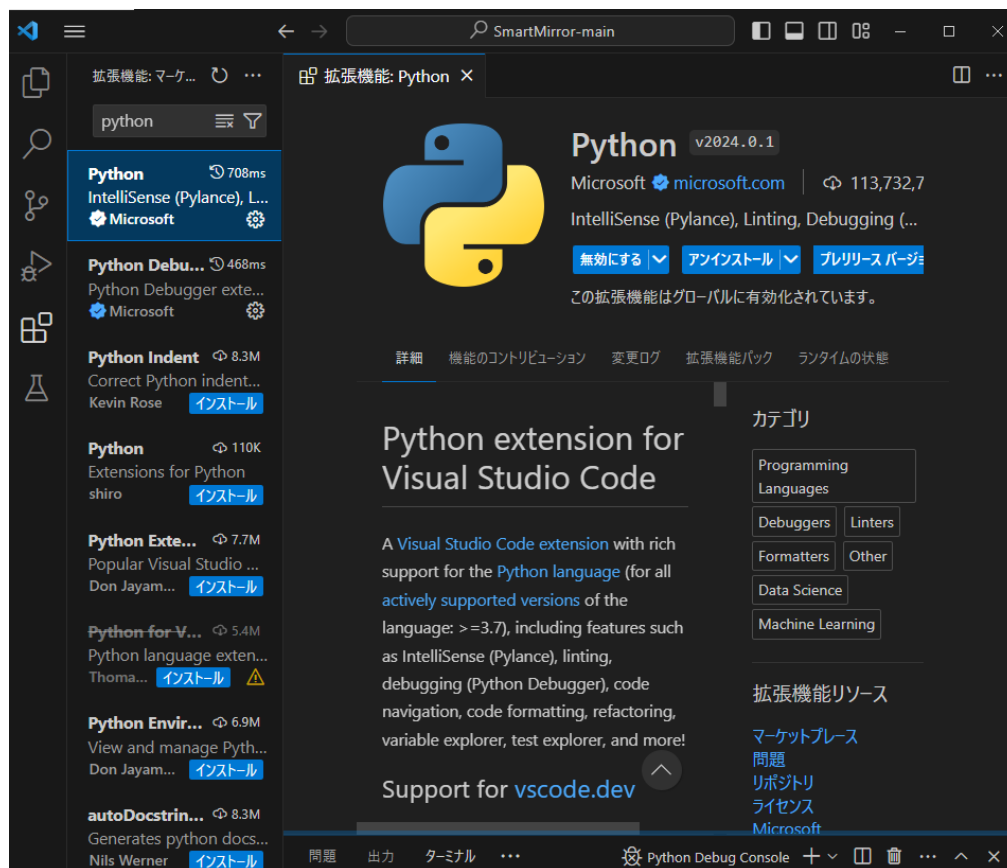 SmartMirror-main
拡張機能: マーケ...
python
Python 708ms
IntelliSense (Pylance), L...
Microsoft
Python Debu... 468ms
Python Debugger exte...
Microsoft
Python Indent 8.3M
Correct Python indent...
Kevin Rose インストール
Python 110K
Extensions for Python
shiro インストール
Python Exte... 7.7M
Popular Visual Studio ...
Don Jayam... インストール
Python for V... 5.4M
Python language exten...
Thoma... インストール
Python Envir... 6.9M
View and manage Pyth...
Don Jayam... インストール
autoDocstrin... 8.3M
Generates python docs...
Nils Werner インストール
拡張機能: Python
Python v2024.0.1
Microsoft microsoft.com 113,732,7
IntelliSense (Pylance), Linting, Debugging (...
無効にする アンインストール プレリリース バージョ
この拡張機能はグローバルに有効化されています。
詳細 機能のコントリビューション 変更ログ 拡張機能パック ランタイムの状態
Python extension for
Visual Studio Code
A Visual Studio Code extension with rich
support for the Python language (for all
actively supported versions of the
language: >=3.7), including features such
as IntelliSense (Pylance), linting,
debugging (Python Debugger), code
navigation, code formatting, refactoring,
variable explorer, test explorer, and more!
Support for vscode.dev
カテゴリ
Programming
Languages
Debuggers Linters
Formatters Other
Data Science
Machine Learning
拡張機能リソース
マーケットプレース
問題
リポジトリ
ライセンス
Microsoft
問題 出力 ターミナル ... Python Debug Console